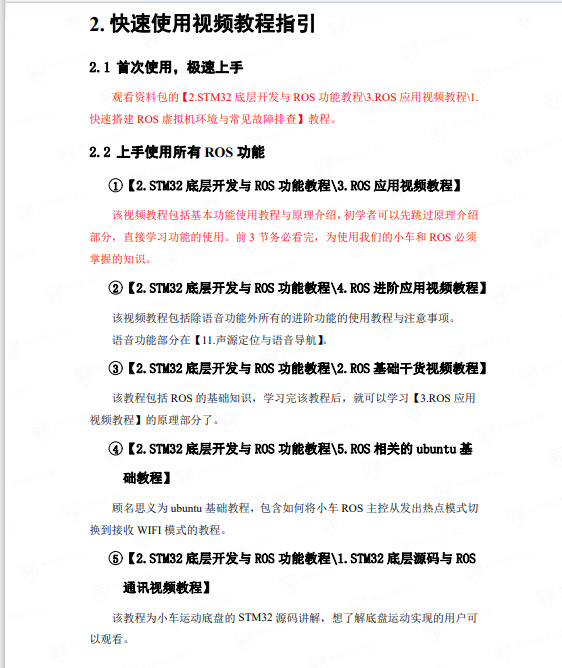 2. 快速使用视频教程指引
2.1 首次使用，极速上手
观看资料包的【2.STM32 底层开发与 ROS 功能教程\3.ROS 应用视频教程\1.
快速搭建 ROS 虚拟机环境与常见故障排查】教程。
2.2 上手使用所有 ROS 功能
①【2. STM32 底层开发与 ROS 功能教程\3. ROS 应用视频教程】
该视频教程包括基本功能使用教程与原理介绍，初学者可以先跳过原理介绍
部分，直接学习功能的使用。前 3 节务必看完，为使用我们的小车和 ROS 必须
掌握的知识。
②【2. STM32 底层开发与 ROS 功能教程\4. ROS 进阶应用视频教程】
该视频教程包括除语音功能外所有的进阶功能的使用教程与注意事项。
语音功能部分在【11.声源定位与语音导航】。
③【2. STM32 底层开发与 ROS 功能教程\2. ROS 基础干货视频教程】
该教程包括 ROS 的基础知识，学习完该教程后，就可以学习【3.ROS 应用
视频教程】的原理部分了。
④【2. STM32 底层开发与 ROS 功能教程\5. ROS 相关的 ubuntu 基
础教程】
顾名思义为 ubuntu 基础教程，包含如何将小车 ROS 主控从发出热点模式切
换到接收 WIFI 模式的教程。
⑤【2. STM32 底层开发与 ROS 功能教程\1. STM32 底层源码与 ROS
通讯视频教程】
该教程为小车运动底盘的 STM32 源码讲解，想了解底盘运动实现的用户可
以观看。